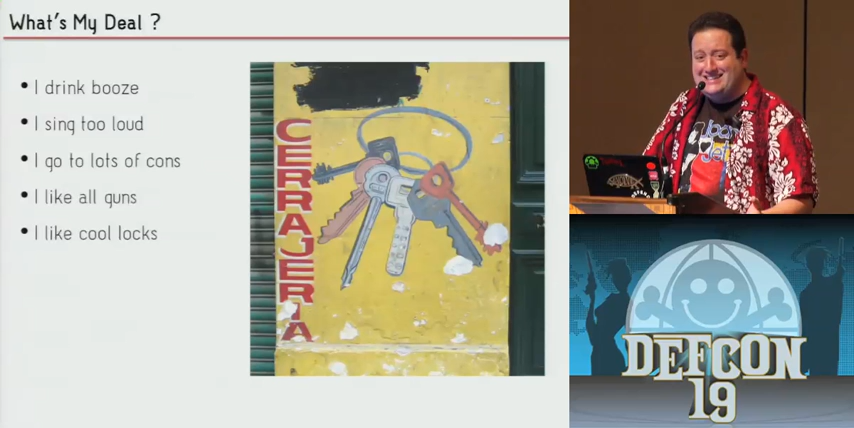 What's My Deal ?
• I drink booze
• I sing too loud
• I go to lots of cons
• I like all guns
• I like cool locks
CERRAJERIA
DEFCON
19